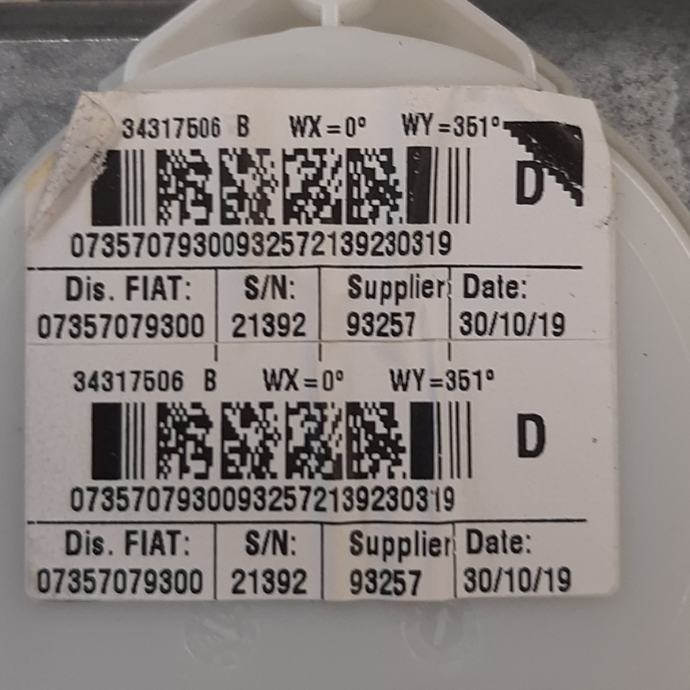 34317506 B WX=0° WY=351°
D
07357079300932572139230319
Dis. FIAT: S/N: Supplier Date:
07357079300 21392 93257 30/10/19
34317506 B WX=0° WY=351°
D
07357079300932572139230319
Dis. FIAT: S/N: Supplier Date:
07357079300 21392 93257 30/10/19